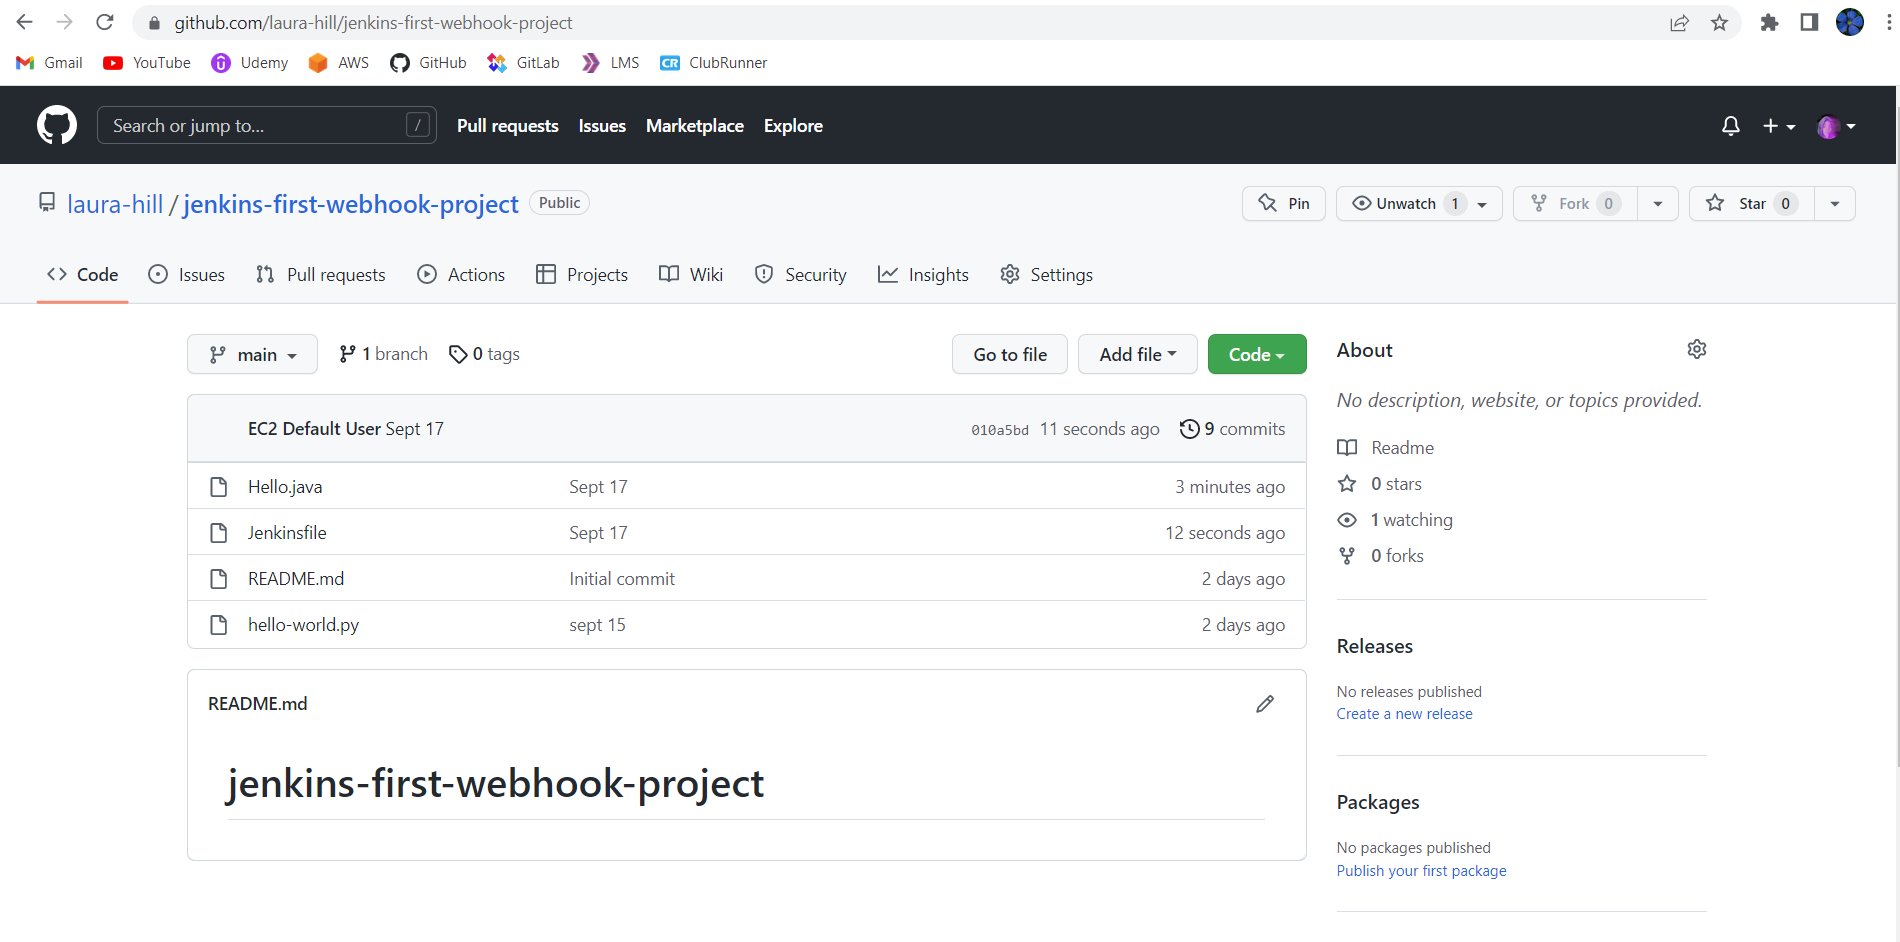 github.com/laura-hill/jenkins-first-webhook-project
Gmail YouTube Udemy AWS GitHub GitLab LMS CR ClubRunner
Search or jump to... / Pull requests Issues Marketplace Explore
laura-hill / jenkins-first-webhook-project Public Pin Unwatch 1 Fork 0 Star 0
Code Issues Pull requests Actions Projects Wiki Security Insights Settings
main 1 branch 0 tags Go to file Add file Code
EC2 Default User Sept 17 010a5bd 11 seconds ago 9 commits
Hello.java Sept 17 3 minutes ago
Jenkinsfile Sept 17 12 seconds ago
README.md Initial commit 2 days ago
hello-world.py sept 15 2 days ago
README.md
jenkins-first-webhook-project
About
No description, website, or topics provided.
Readme
0 stars
1 watching
0 forks
Releases
No releases published
Create a new release
Packages
No packages published
Publish your first package